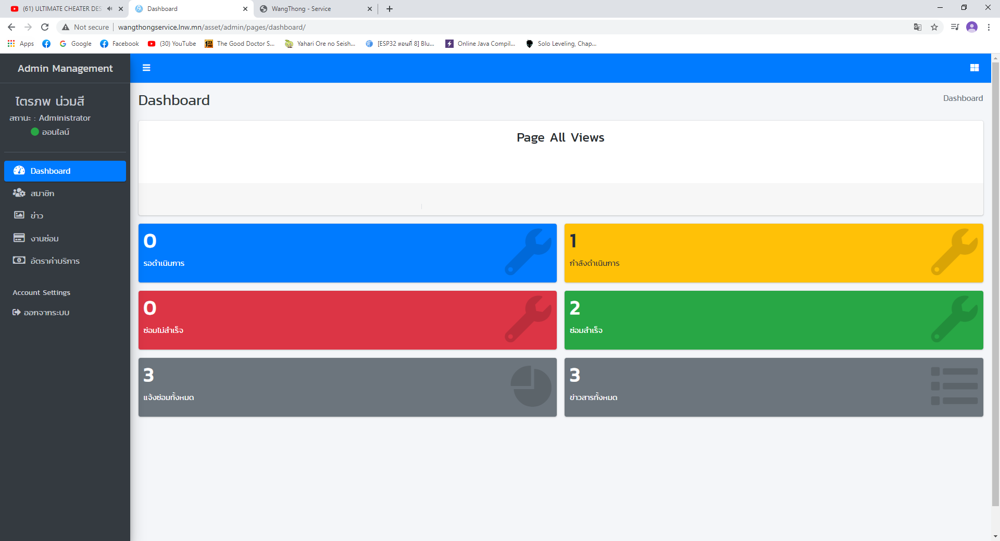 (61) ULTIMATE CHEATER DES
Dashboard
WangThong - Service
Not secure
wangthongservice.lnw.mn/asset/admin/pages/dashboard/
Apps
Google
Facebook
(30) YouTube
The Good Doctor S...
Yahari Ore no Seish...
[ESP32 ตอนที่ 8] Blu...
Online Java Compil...
Solo Leveling, Chap...
Admin Management
ไตรภพ น่วมสี
สถานะ : Administrator
ออนไลน์
Dashboard
สมาชิก
ข่าว
งานซ่อม
อัตราค่าบริการ
Account Settings
ออกจากระบบ
Dashboard
Dashboard
Page All Views
0
รอดำเนินการ
1
กำลังดำเนินการ
0
ซ่อมไม่สำเร็จ
2
ซ่อมสำเร็จ
3
แจ้งซ่อมทั้งหมด
3
ข่าวสารทั้งหมด